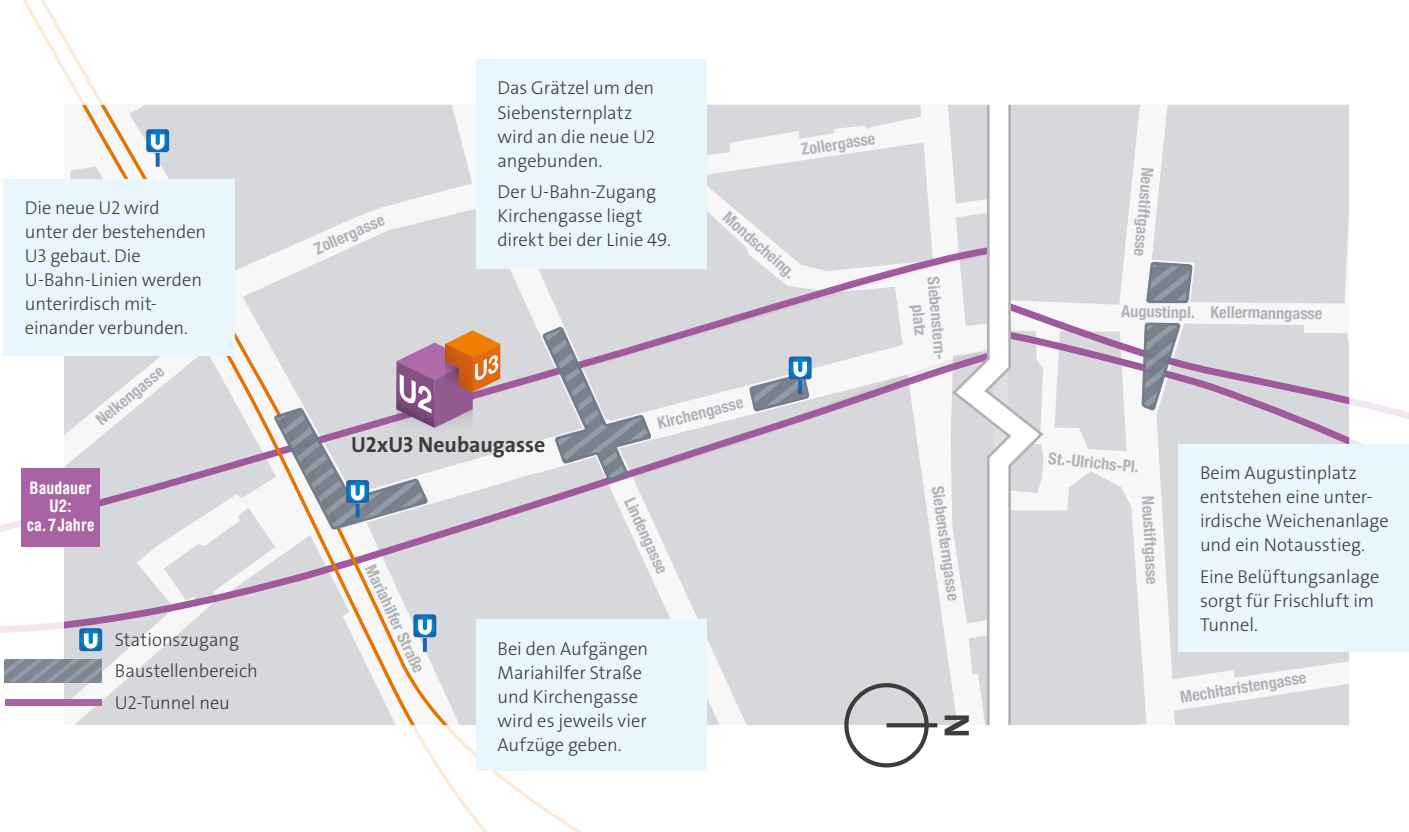 Das Grätzel um den
Siebensternplatz
wird an die neue U2
angebunden.
Der U-Bahn-Zugang
Kirchengasse liegt
direkt bei der Linie 49.
U
Die neue U2 wird
unter der bestehenden
U3 gebaut. Die
U-Bahn-Linien werden
unterirdisch mit-
einander verbunden.
Zollergasse
Zollergasse
Mondscheing.
Neustiftgasse
Siebenstern-
platz
Augustinpl.
Kellermanngasse
Nelkengasse
U2
U3
U2xU3 Neubaugasse
Kirchengasse
U
Baudauer
U2:
ca. 7 Jahre
U
Lindengasse
Siebensterngasse
St.-Ulrichs-Pl.
Neustiftgasse
Beim Augustinplatz
entstehen eine unter-
irdische Weichenanlage
und ein Notausstieg.
Eine Belüftungsanlage
sorgt für Frischluft im
Tunnel.
Mariahilfer Straße
U
U Stationszugang
Baustellenbereich
U2-Tunnel neu
Bei den Aufgängen
Mariahilfer Straße
und Kirchengasse
wird es jeweils vier
Aufzüge geben.
N
Mechitaristengasse